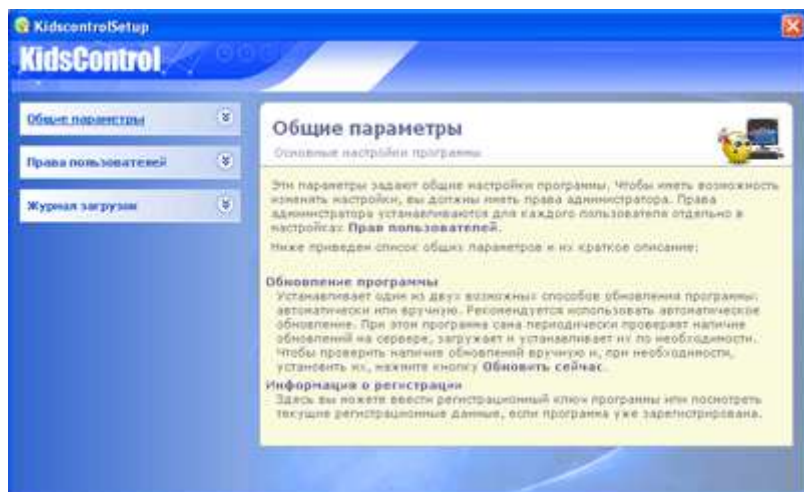 KidscontrolSetup
KidsControl
Общие параметры
Права пользователей
Журнал загрузок
Общие параметры
Основные настройки программы
Эти параметры задают общие настройки программы. Чтобы иметь возможность
изменять настройки, вы должны иметь права администратора. Права
администратора устанавливаются для каждого пользователя отдельно в
настройках Прав пользователей.
Ниже приведен список общих параметров и их краткое описание:
Обновление программы
Устанавливает один из двух возможных способов обновления программы:
автоматически или вручную. Рекомендуется использовать автоматическое
обновление. При этом программа сама периодически проверяет наличие
обновлений на сервере, загружает и устанавливает их по необходимости.
Чтобы проверить наличие обновлений вручную и, при необходимости,
установить их, нажмите кнопку Обновить сейчас.
Информация о регистрации
Здесь вы можете ввести регистрационный ключ программы или посмотреть
текущие регистрационные данные, если программа уже зарегистрирована.